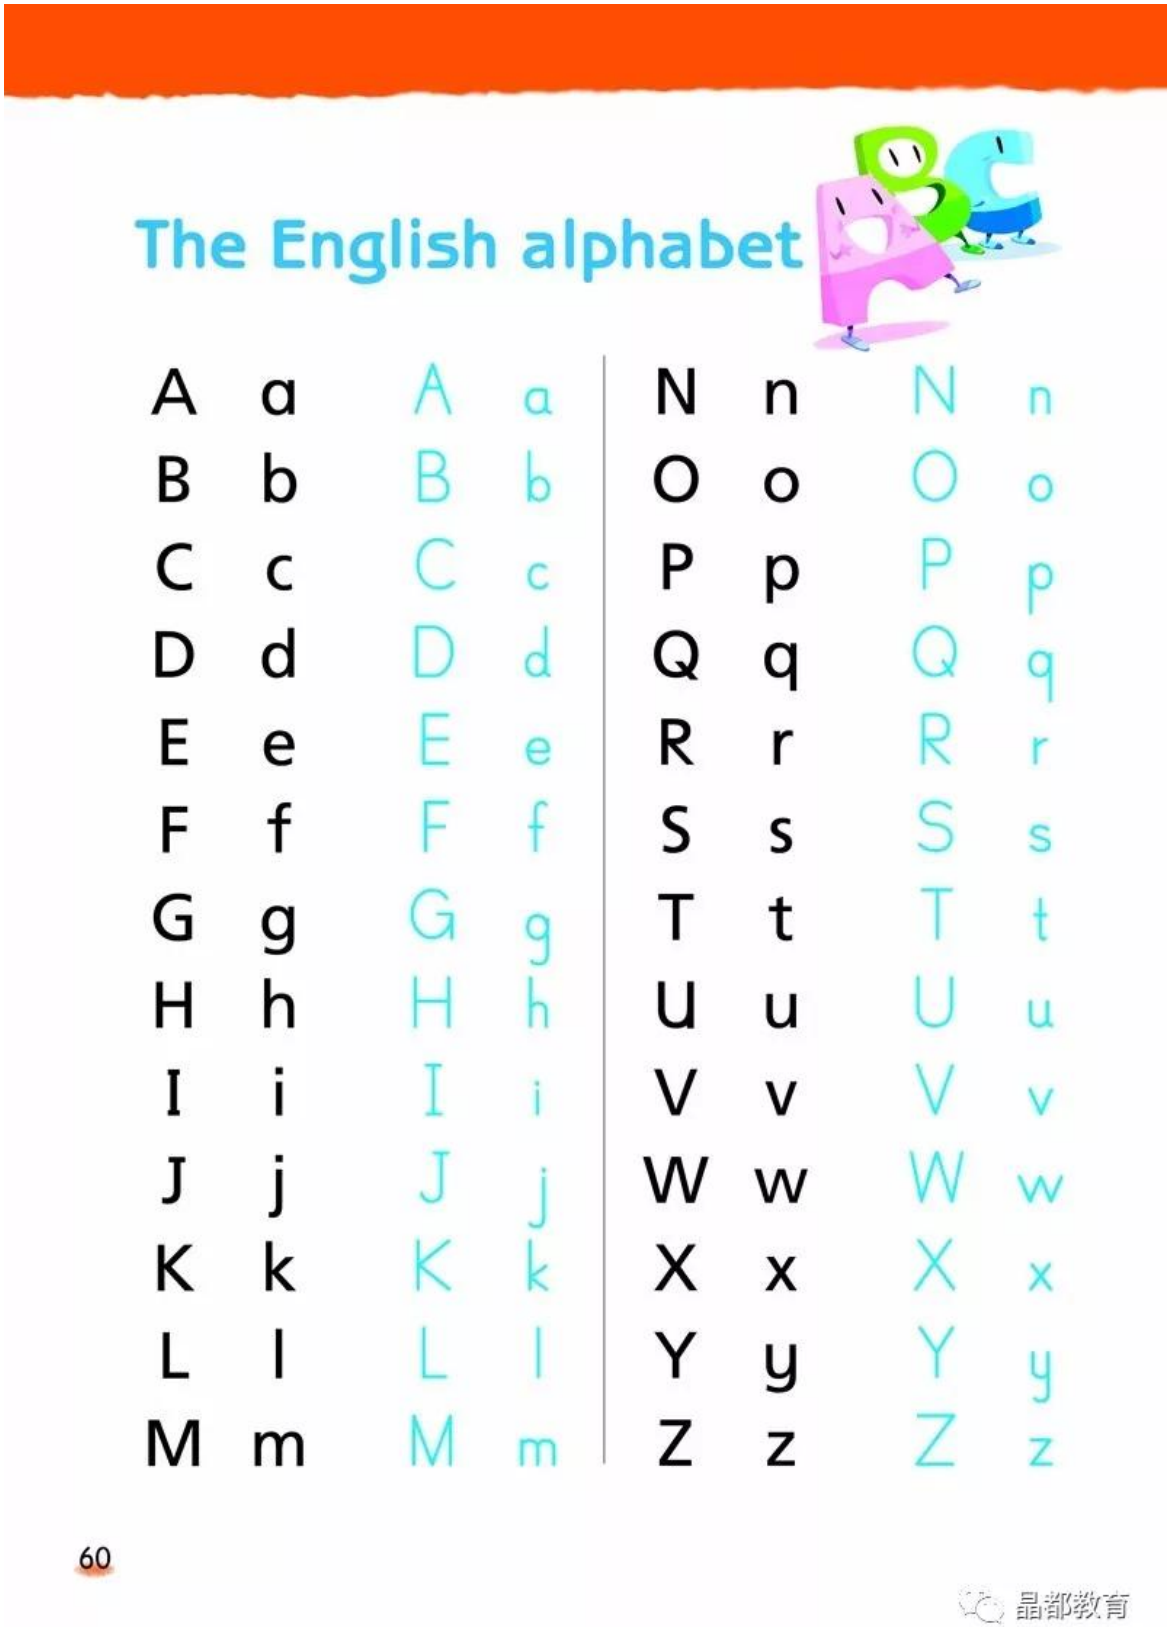 The English alphabet
A a A a
B b B b
C c C c
D d D d
E e E e
F f F f
G g G g
H h H h
I i I i
J j J j
K k K k
L l L l
M m M m
N n N n
O o O o
P p P p
Q q Q q
R r R r
S s S s
T t T t
U u U u
V v V v
W w W w
X x X x
Y y Y y
Z z Z z
60
晶都教育